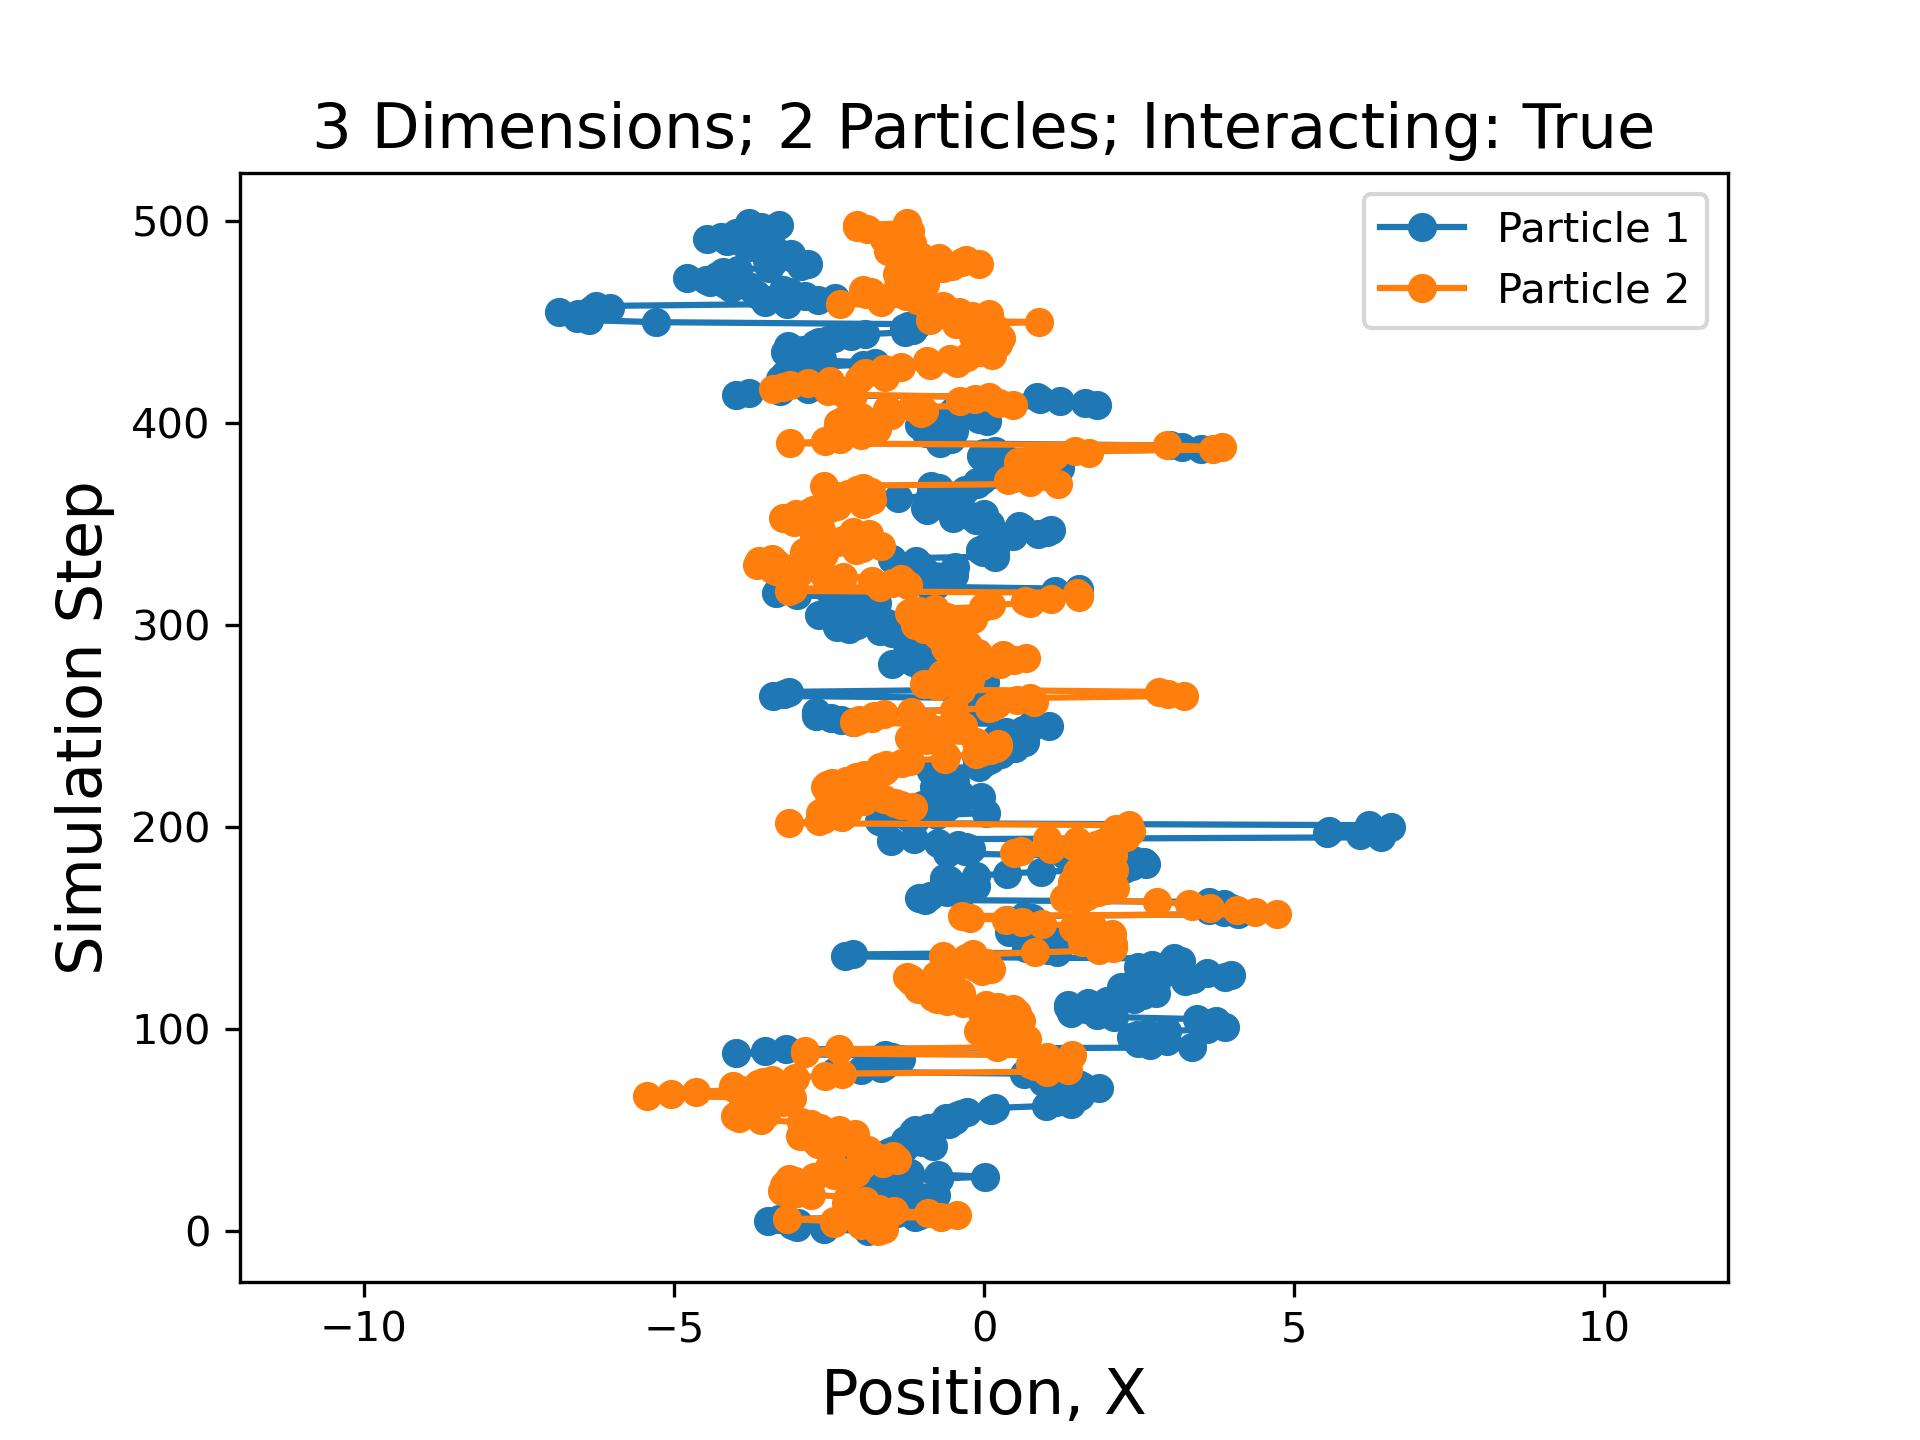 3 Dimensions; 2 Particles; Interacting: True
Particle 1
Particle 2
500
400
300
200
100
0
Simulation Step
−10
−5
0
5
10
Position, X